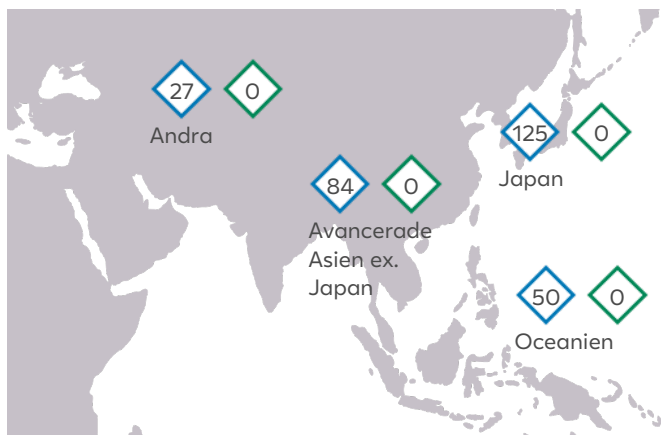 27 0
Andra
125 0
Japan
84 0
Avancerade
Asien ex.
Japan
50 0
Oceanien